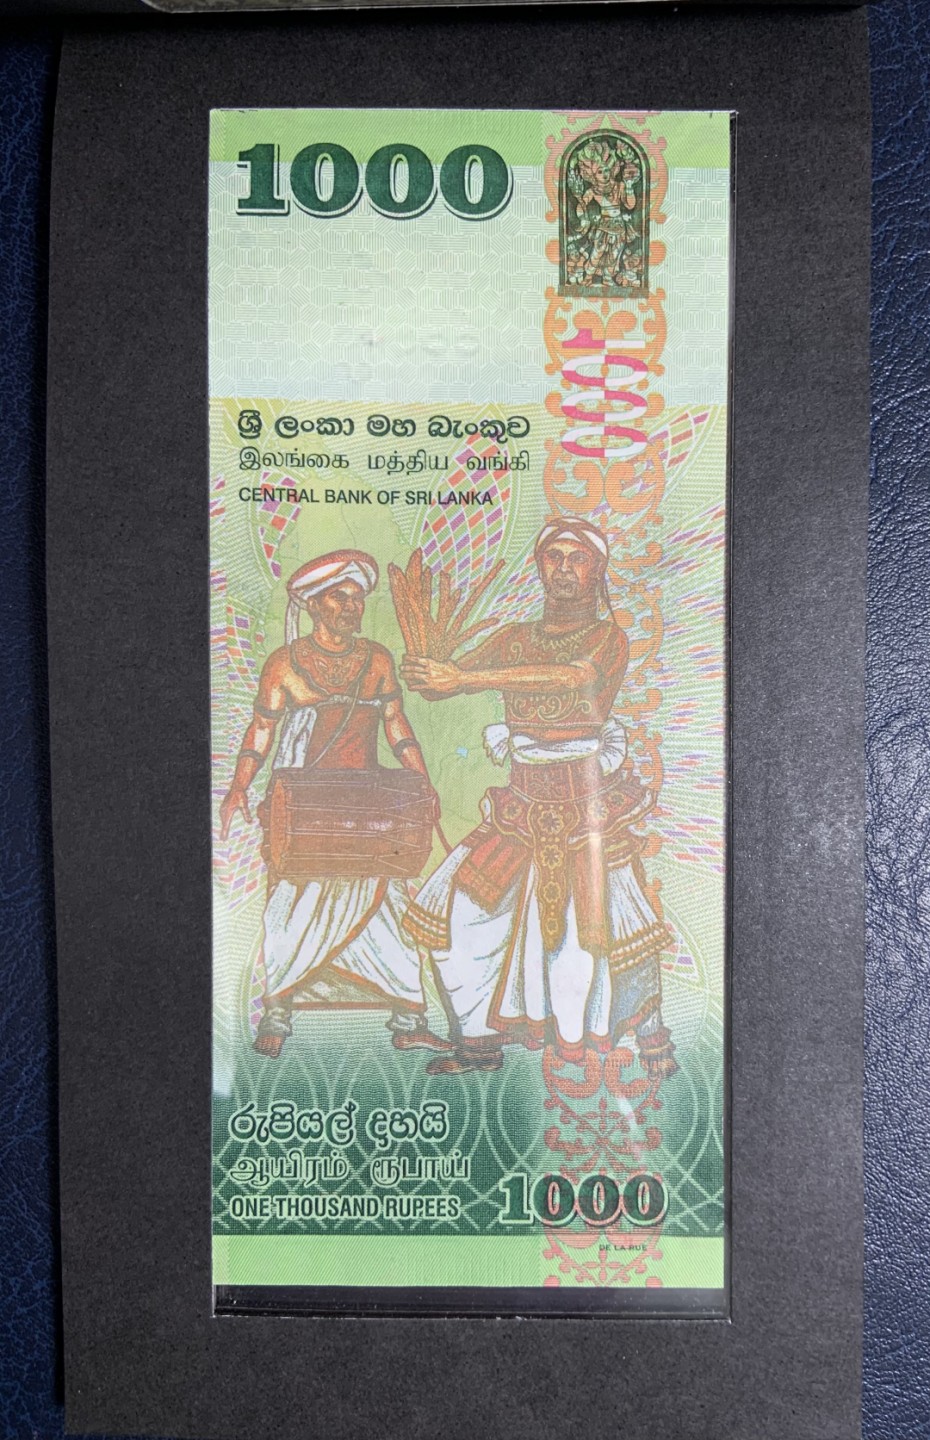 1000
1000
ශ්‍රී ලංකා මහ බැංකුව
இலங்கை மத்திய வங்கி
CENTRAL BANK OF SRI LANKA
රුපියල් දහයි
ஆயிரம் ரூபாய்
ONE THOUSAND RUPEES
1000
DE LA RUE